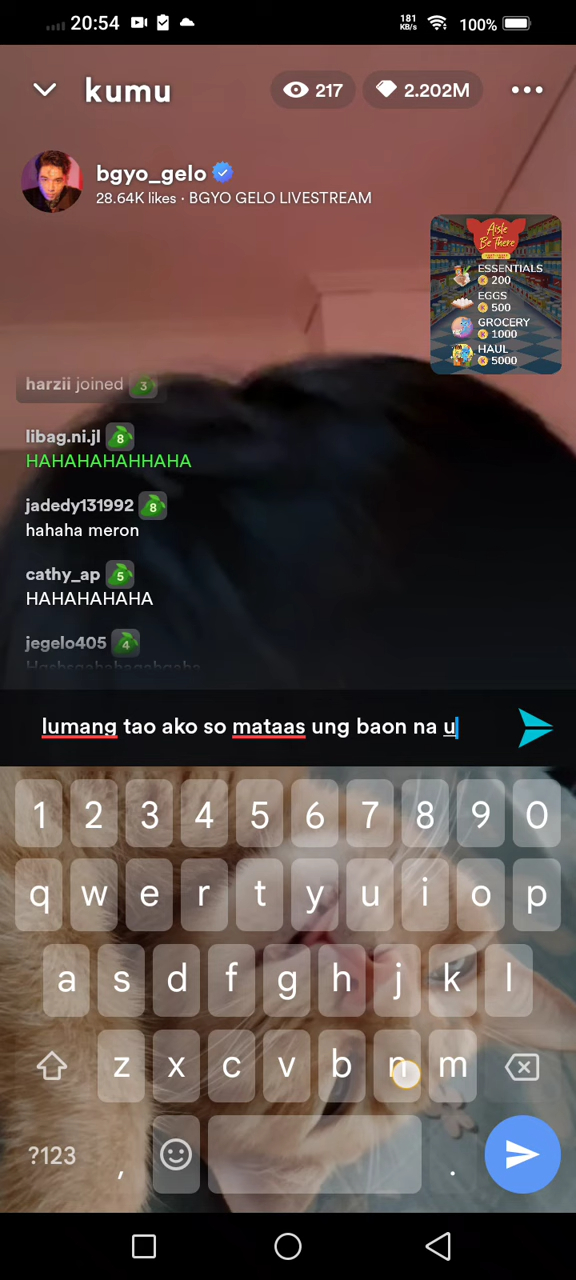 20:54
181 KB/s
100%
kumu
217
2.202M
bgyo_gelo
28.64K likes · BGYO GELO LIVESTREAM
Aisle
Be There
ESSENTIALS
200
EGGS
500
GROCERY
1000
HAUL
5000
harzii joined 3
libag.ni.jl 8
HAHAHAHAHHAHA
jadedy131992 8
hahaha meron
cathy_ap 5
HAHAHAHAHA
jegelo405 4
lumang tao ako so mataas ung baon na u
1 2 3 4 5 6 7 8 9 0
q w e r t y u i o p
a s d f g h j k l
z x c v b n m
?123 , .